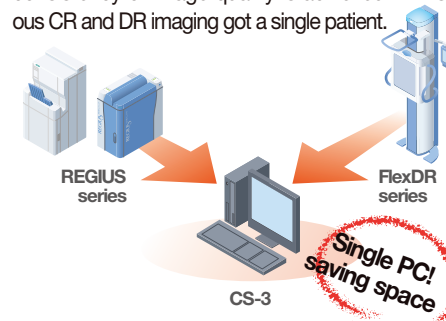 ous CR and DR imaging got a single patient.
REGIUS
series
FlexDR
series
Single PC!
saving space
CS-3